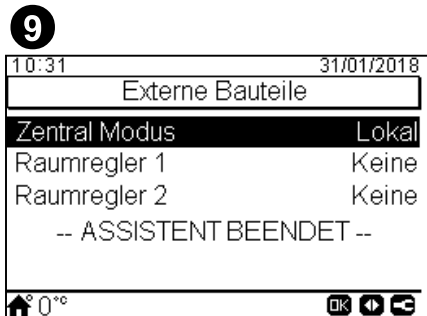 9
10:31 31/01/2018
Externe Bauteile
Zentral Modus Lokal
Raumregler 1 Keine
Raumregler 2 Keine
-- ASSISTENT BEENDET --
0°C OK